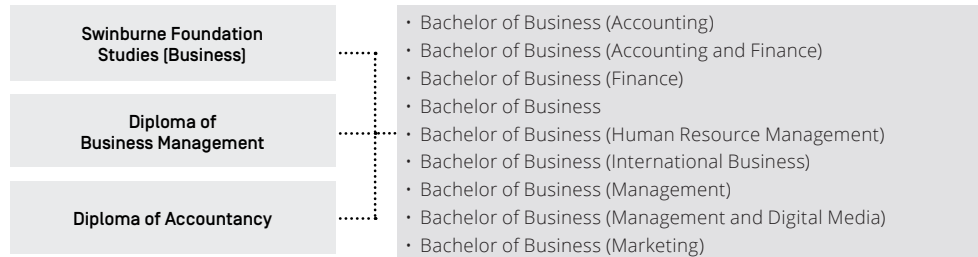 Swinburne Foundation
Studies (Business)
Diploma of
Business Management
Diploma of Accountancy
• Bachelor of Business (Accounting)
• Bachelor of Business (Accounting and Finance)
• Bachelor of Business (Finance)
• Bachelor of Business
• Bachelor of Business (Human Resource Management)
• Bachelor of Business (International Business)
• Bachelor of Business (Management)
• Bachelor of Business (Management and Digital Media)
• Bachelor of Business (Marketing)